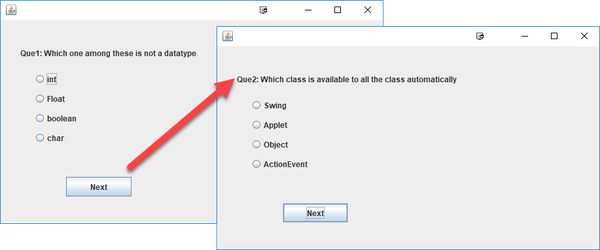 Que1: Which one among these is not a datatype
int
Float
boolean
char
Next
Que2: Which class is available to all the class automatically
Swing
Applet
Object
ActionEvent
Next